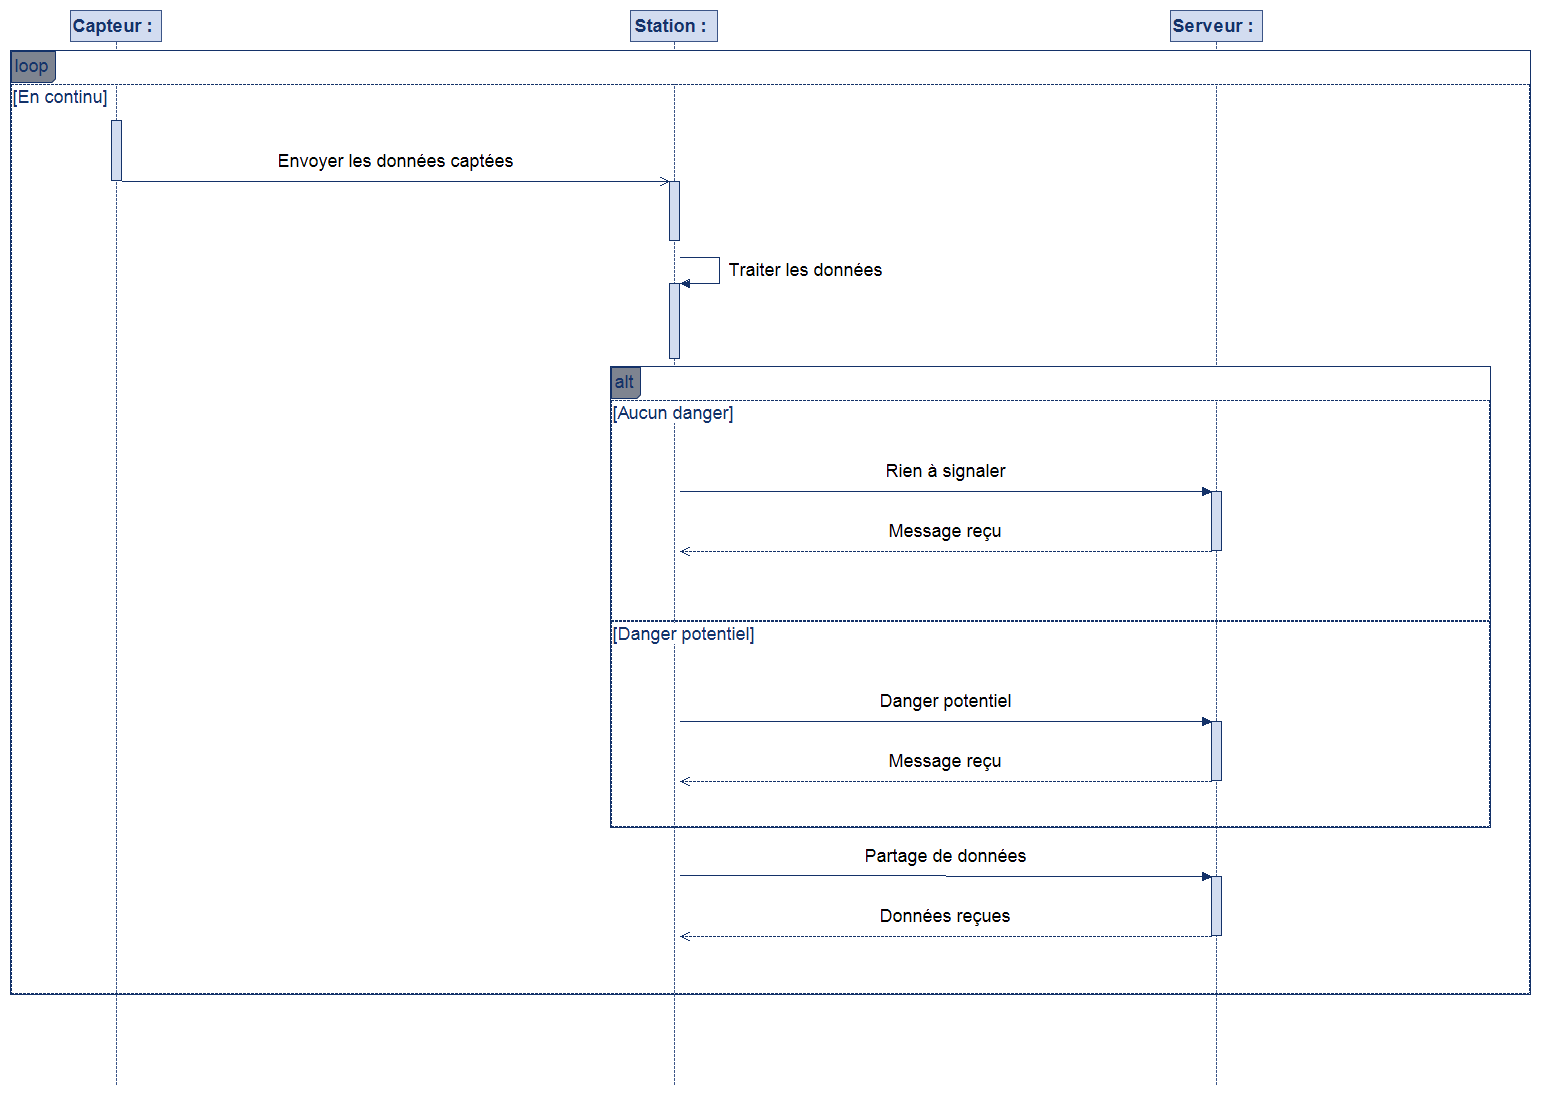 Capteur :
Station :
Serveur :
loop
[En continu]
Envoyer les données captées
Traiter les données
alt
[Aucun danger]
Rien à signaler
Message reçu
[Danger potentiel]
Danger potentiel
Message reçu
Partage de données
Données reçues